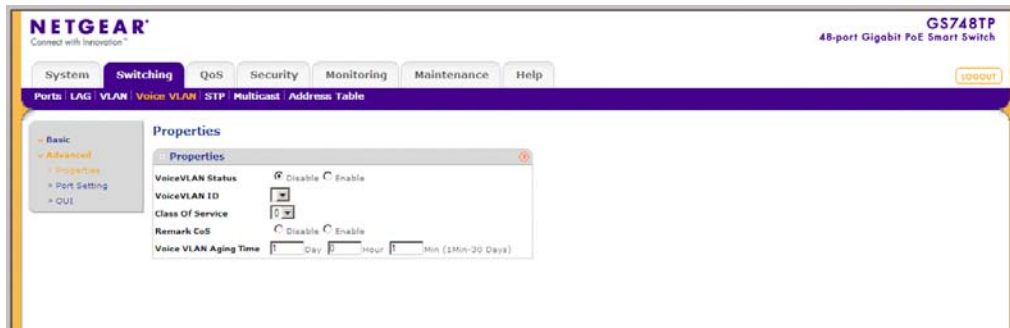 NETGEAR
Connect with Innovation™
GS748TP
48-port Gigabit PoE Smart Switch
System Switching QoS Security Monitoring Maintenance Help
LOGOUT
Ports LAG VLAN Voice VLAN STP Multicast Address Table
Basic
Advanced
Properties
Port Setting
OUI
Properties
Properties
VoiceVLAN Status Disable Enable
VoiceVLAN ID
Class Of Service 0
Remark CoS Disable Enable
Voice VLAN Aging Time 1 Day 0 Hour 1 Min (1Min-30 Days)